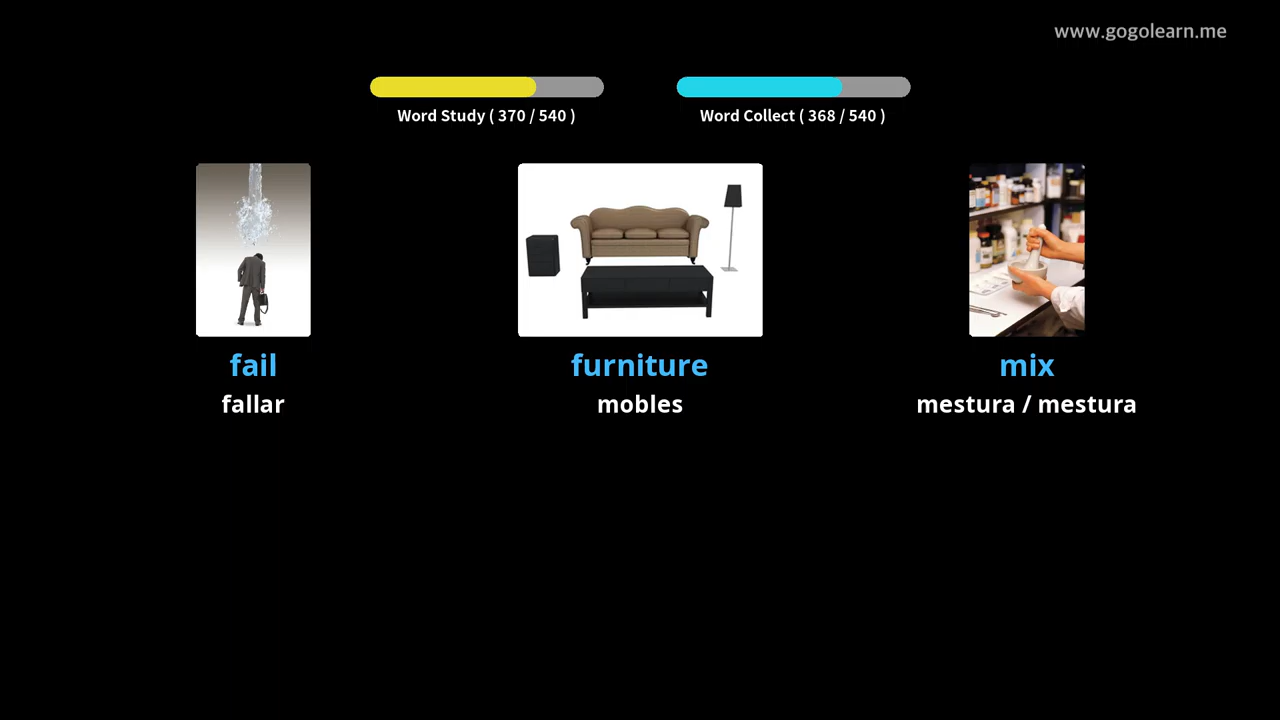 www.gogolearn.me
Word Study ( 370 / 540 )
Word Collect ( 368 / 540 )
fail
fallar
furniture
mobles
mix
mestura / mestura